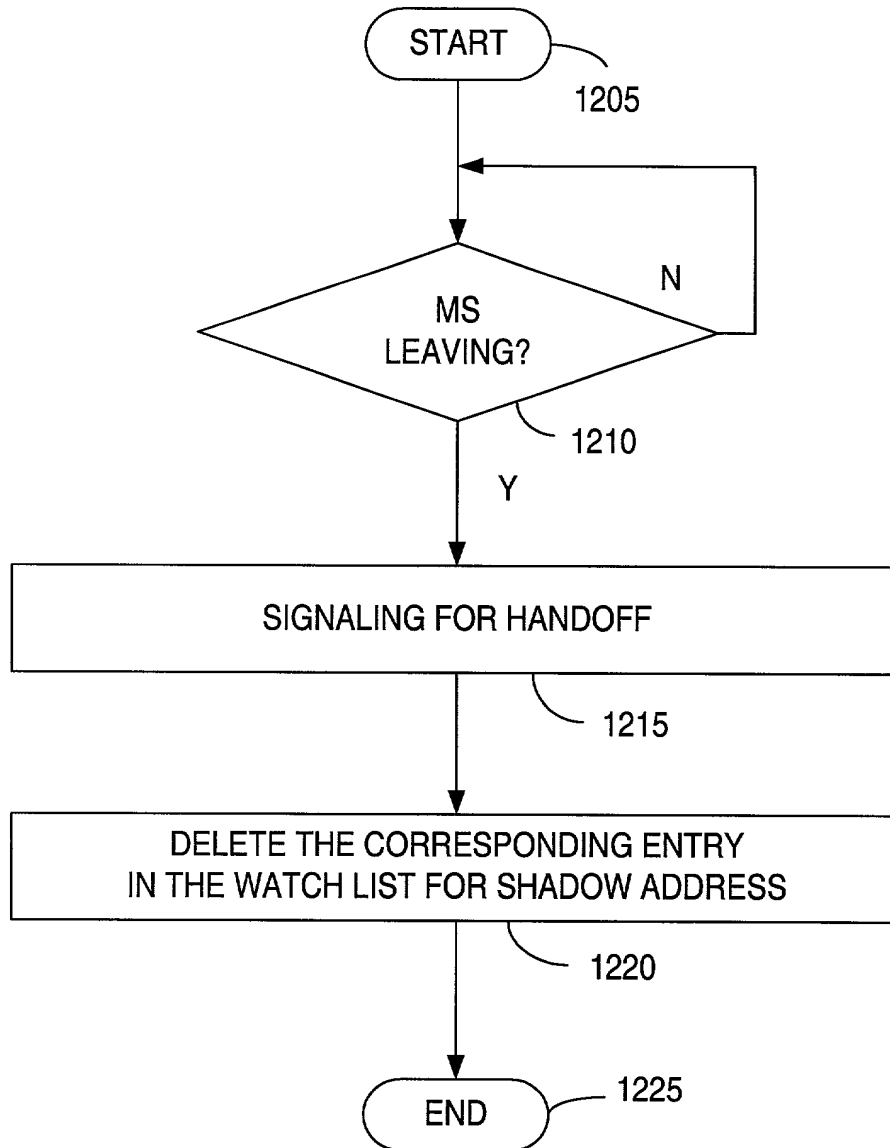 START
1205
N
MS
LEAVING?
1210
Y
SIGNALING FOR HANDOFF
1215
DELETE THE CORRESPONDING ENTRY
IN THE WATCH LIST FOR SHADOW ADDRESS
1220
END
1225